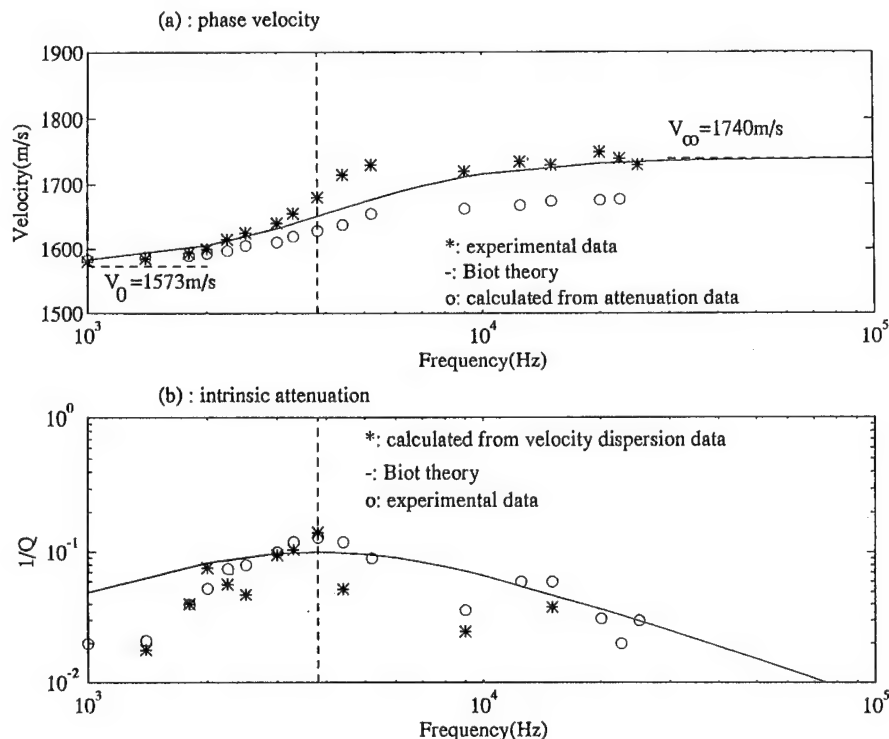 (a) : phase velocity
1900
1800
1700
1600
1500
Velocity(m/s)
V∞=1740m/s
V0=1573m/s
*: experimental data
-: Biot theory
o: calculated from attenuation data
10^3
10^4
10^5
Frequency(Hz)
(b) : intrinsic attenuation
10^0
10^-1
10^-2
1/Q
*: calculated from velocity dispersion data
-: Biot theory
o: experimental data
10^3
10^4
10^5
Frequency(Hz)